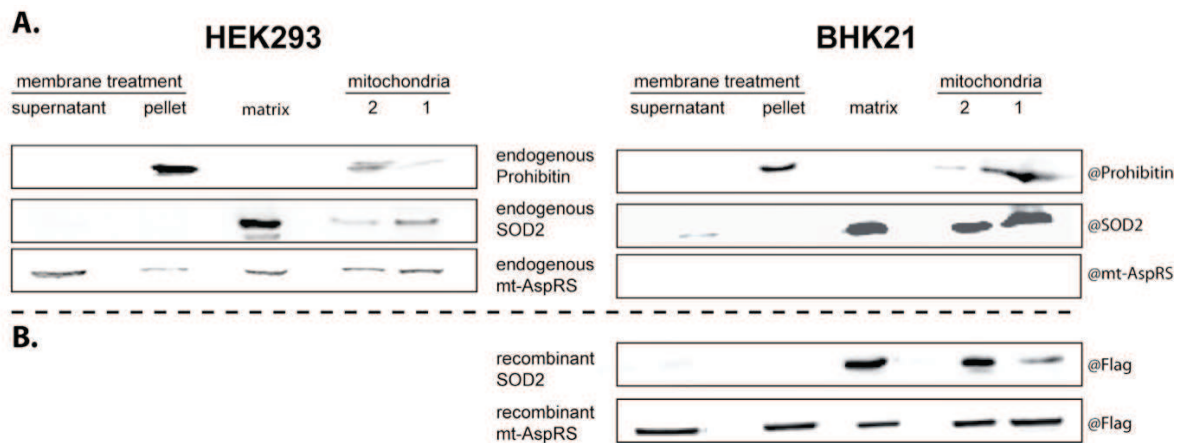 A.
HEK293
BHK21
membrane treatment
mitochondria
supernatant pellet matrix 2 1
membrane treatment
mitochondria
supernatant pellet matrix 2 1
endogenous
Prohibitin
@Prohibitin
endogenous
SOD2
@SOD2
endogenous
mt-AspRS
@mt-AspRS
B.
recombinant
SOD2
@Flag
recombinant
mt-AspRS
@Flag